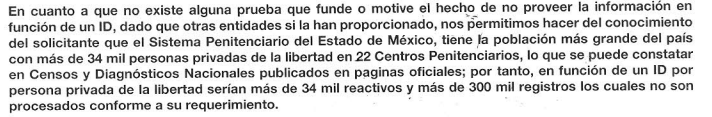 En cuanto a que no existe alguna prueba que funde o motive el hecho de no proveer la información en
función de un ID, dado que otras entidades si la han proporcionado, nos permitimos hacer del conocimiento
del solicitante que el Sistema Penitenciario del Estado de México, tiene la población más grande del país
con más de 34 mil personas privadas de la libertad en 22 Centros Penitenciarios, lo que se puede constatar
en Censos y Diagnósticos Nacionales publicados en paginas oficiales; por tanto, en función de un ID por
persona privada de la libertad serían más de 34 mil reactivos y más de 300 mil registros los cuales no son
procesados conforme a su requerimiento.